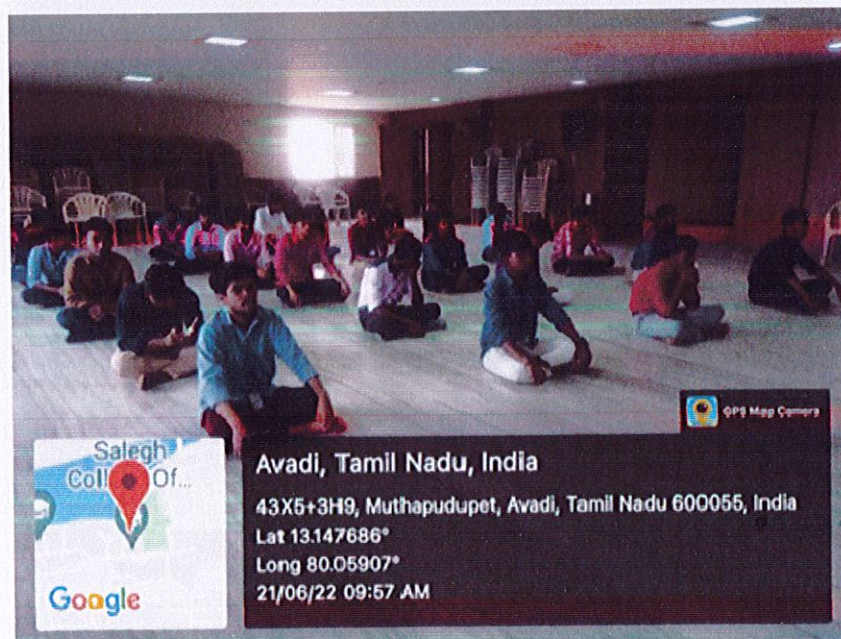 GPS Map Camera
Salegh
Coll Of...
Google
Avadi, Tamil Nadu, India
43X5+3H9, Muthapudupet, Avadi, Tamil Nadu 600055, India
Lat 13.147686°
Long 80.05907°
21/06/22 09:57 AM